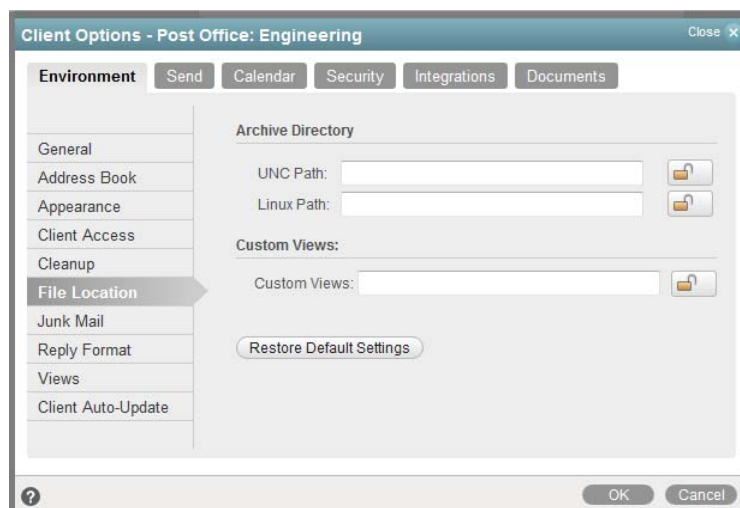 Client Options - Post Office: Engineering
Close x
Environment Send Calendar Security Integrations Documents
General
Address Book
Appearance
Client Access
Cleanup
File Location
Junk Mail
Reply Format
Views
Client Auto-Update
Archive Directory
UNC Path:
Linux Path:
Custom Views:
Custom Views:
Restore Default Settings
?
OK Cancel